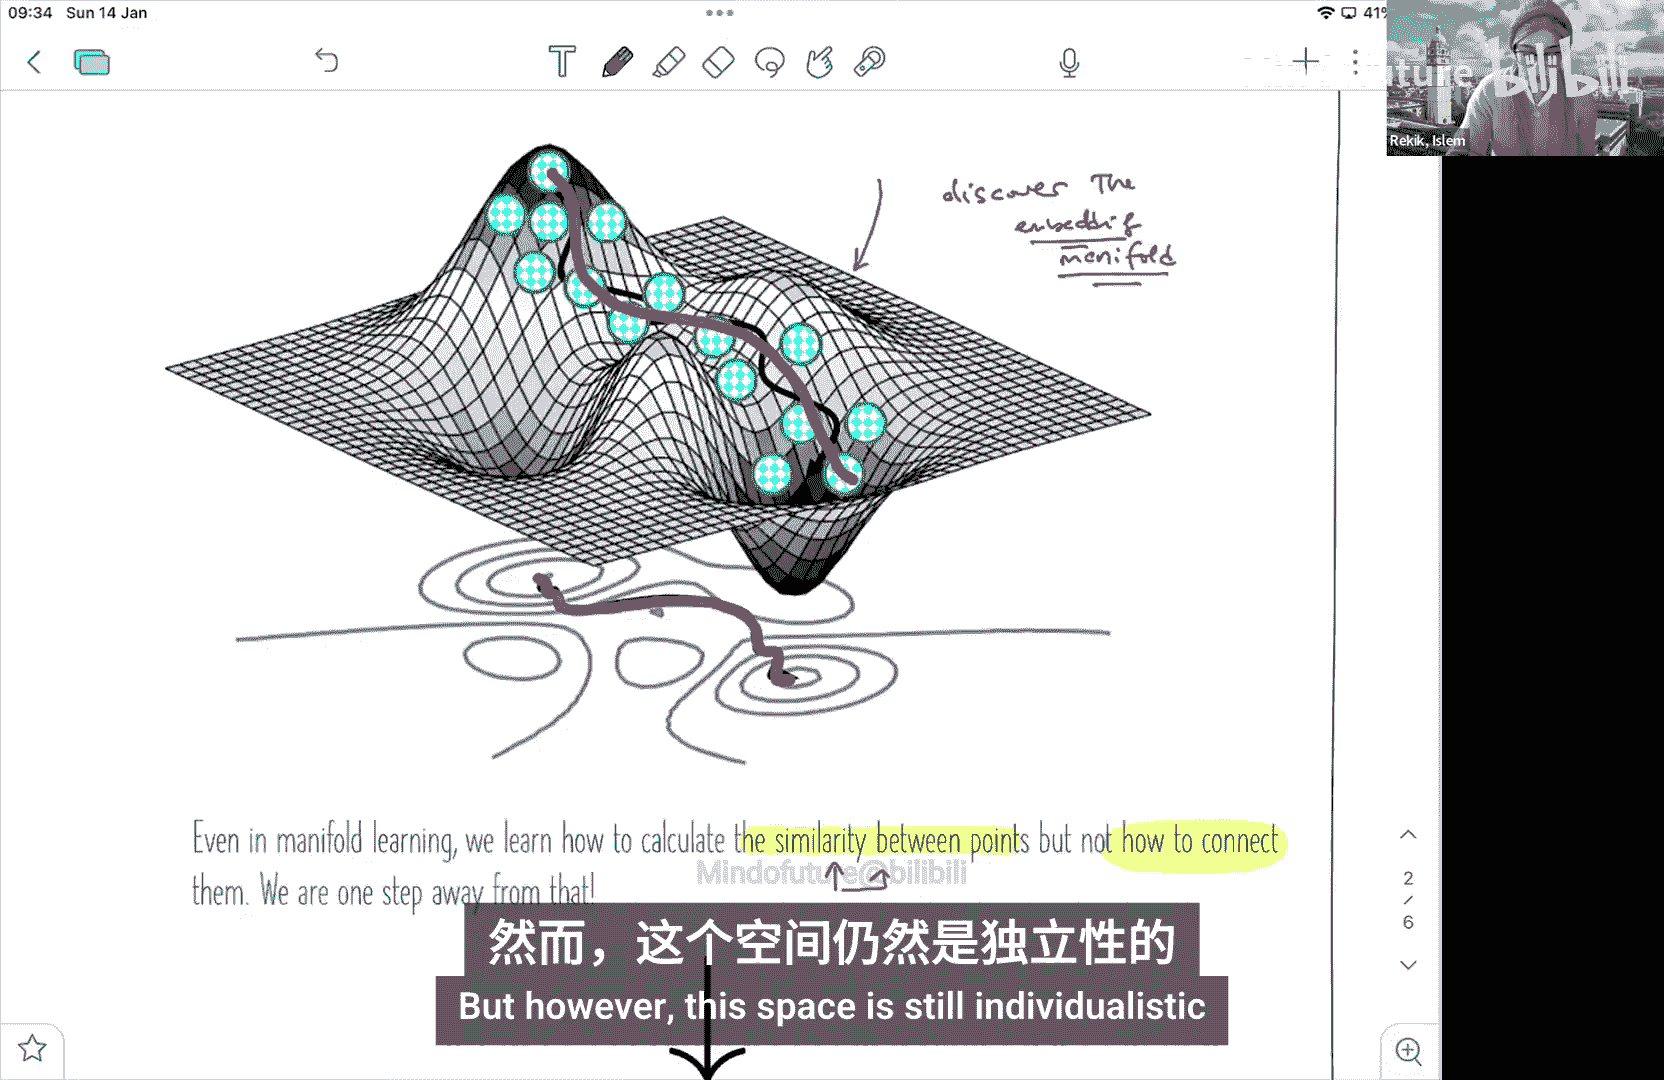 09:34 Sun 14 Jan
41%
ture bilibili
Rekik, Islem
discover The
embedding
manifold
Even in manifold learning, we learn how to calculate the similarity between points but not how to connect
them. We are one step away from that!
Mindofuture@bilibili
2
6
然而，这个空间仍然是独立性的
But however, this space is still individualistic